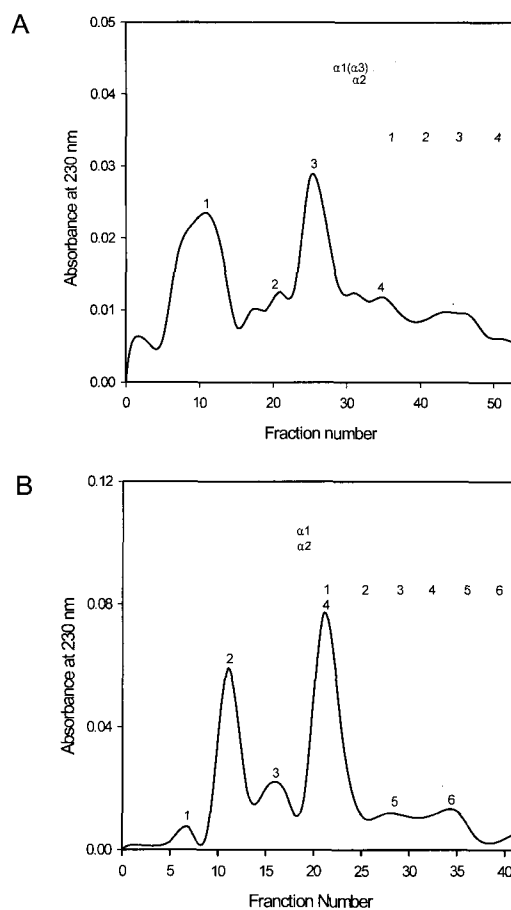 A
0.05
α1(α3)
α2
0.04
1 2 3 4
0.03
3
1
0.02
2
4
0.01
0.00
0 10 20 30 40 50
Absorbance at 230 nm
Fraction number
B
0.12
α1
α2
1 2 3 4 5 6
0.08
4
2
0.04
3
1
5
6
0.00
0 5 10 15 20 25 30 35 40
Absorbance at 230 nm
Franction Number